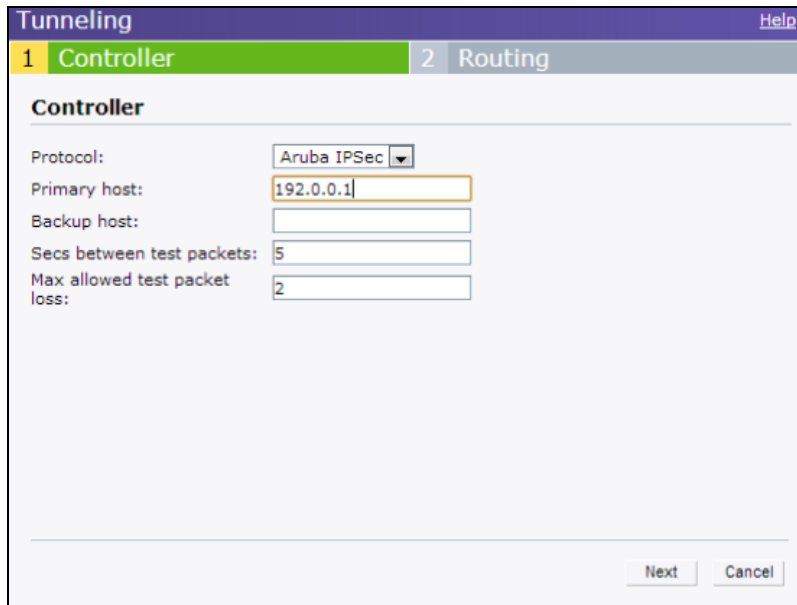 Tunneling Help
1 Controller 2 Routing
Controller
Protocol: Aruba IPSec
Primary host: 192.0.0.1
Backup host:
Secs between test packets: 5
Max allowed test packet
loss: 2
Next Cancel